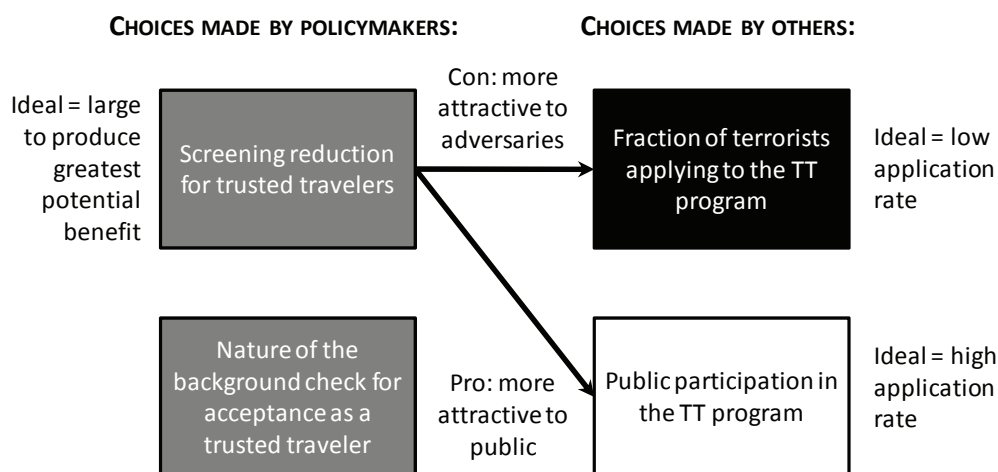 CHOICES MADE BY POLICYMAKERS:
CHOICES MADE BY OTHERS:
Ideal = large
to produce
greatest
potential
benefit
Screening reduction
for trusted travelers
Con: more
attractive to
adversaries
Fraction of terrorists
applying to the TT
program
Ideal = low
application
rate
Nature of the
background check for
acceptance as a
trusted traveler
Pro: more
attractive to
public
Public participation in
the TT program
Ideal = high
application
rate